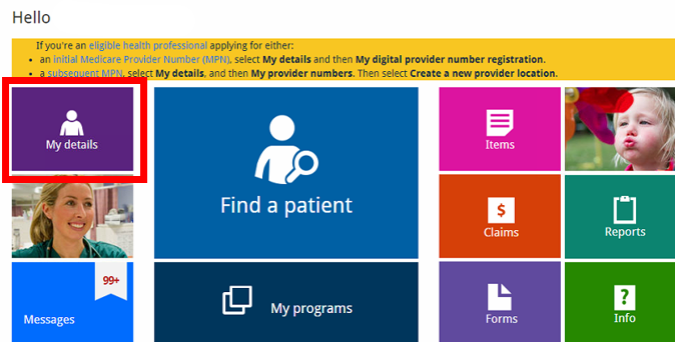 Hello
If you're an eligible health professional applying for either:
• an initial Medicare Provider Number (MPN), select My details and then My digital provider number registration.
• a subsequent MPN, select My details, and then My provider numbers. Then select Create a new provider location.
My details
Find a patient
Items
Claims
Reports
99+
Messages
My programs
Forms
Info